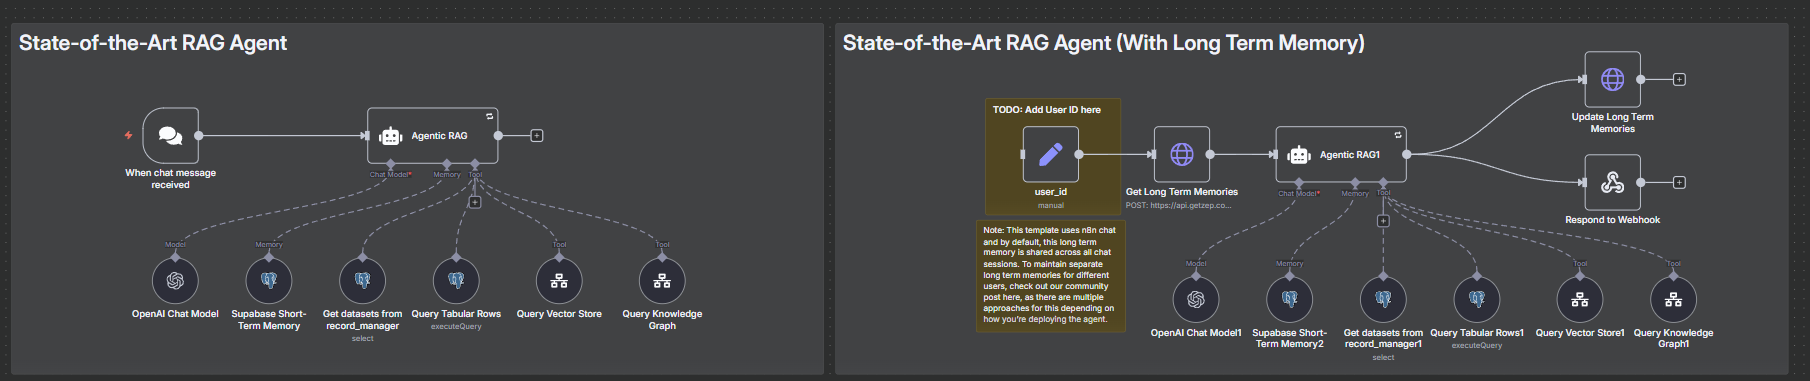 State-of-the-Art RAG Agent
When chat message
received
Agentic RAG
Chat Model*
Memory
Tool
Model
Memory
Tool
Tool
OpenAI Chat Model
Supabase Short-
Term Memory
Get datasets from
record_manager
select
Query Tabular Rows
executeQuery
Query Vector Store
Query Knowledge
Graph
State-of-the-Art RAG Agent (With Long Term Memory)
TODO: Add User ID here
user_id
manual
Get Long Term Memories
POST: https://api.getzep.co...
Agentic RAG1
Chat Model*
Memory
Tool
Update Long Term
Memories
Respond to Webhook
Note: This template uses n8n chat
and by default, this long term
memory is shared across all chat
sessions. To maintain separate
long term memories for different
users, check out our community
post here, as there are multiple
approaches for this depending on
how you're deploying the agent.
Model
Memory
Tool
Tool
OpenAI Chat Model1
Supabase Short-
Term Memory2
Get datasets from
record_manager1
select
Query Tabular Rows1
executeQuery
Query Vector Store1
Query Knowledge
Graph1